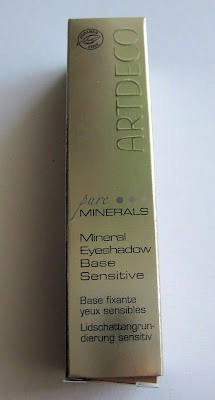 ARTDECO
pure
MINERALS
Mineral
Eyeshadow
Base
Sensitive
Base fixante
yeux sensibles
Lidschattengrun-
dierung sensitiv